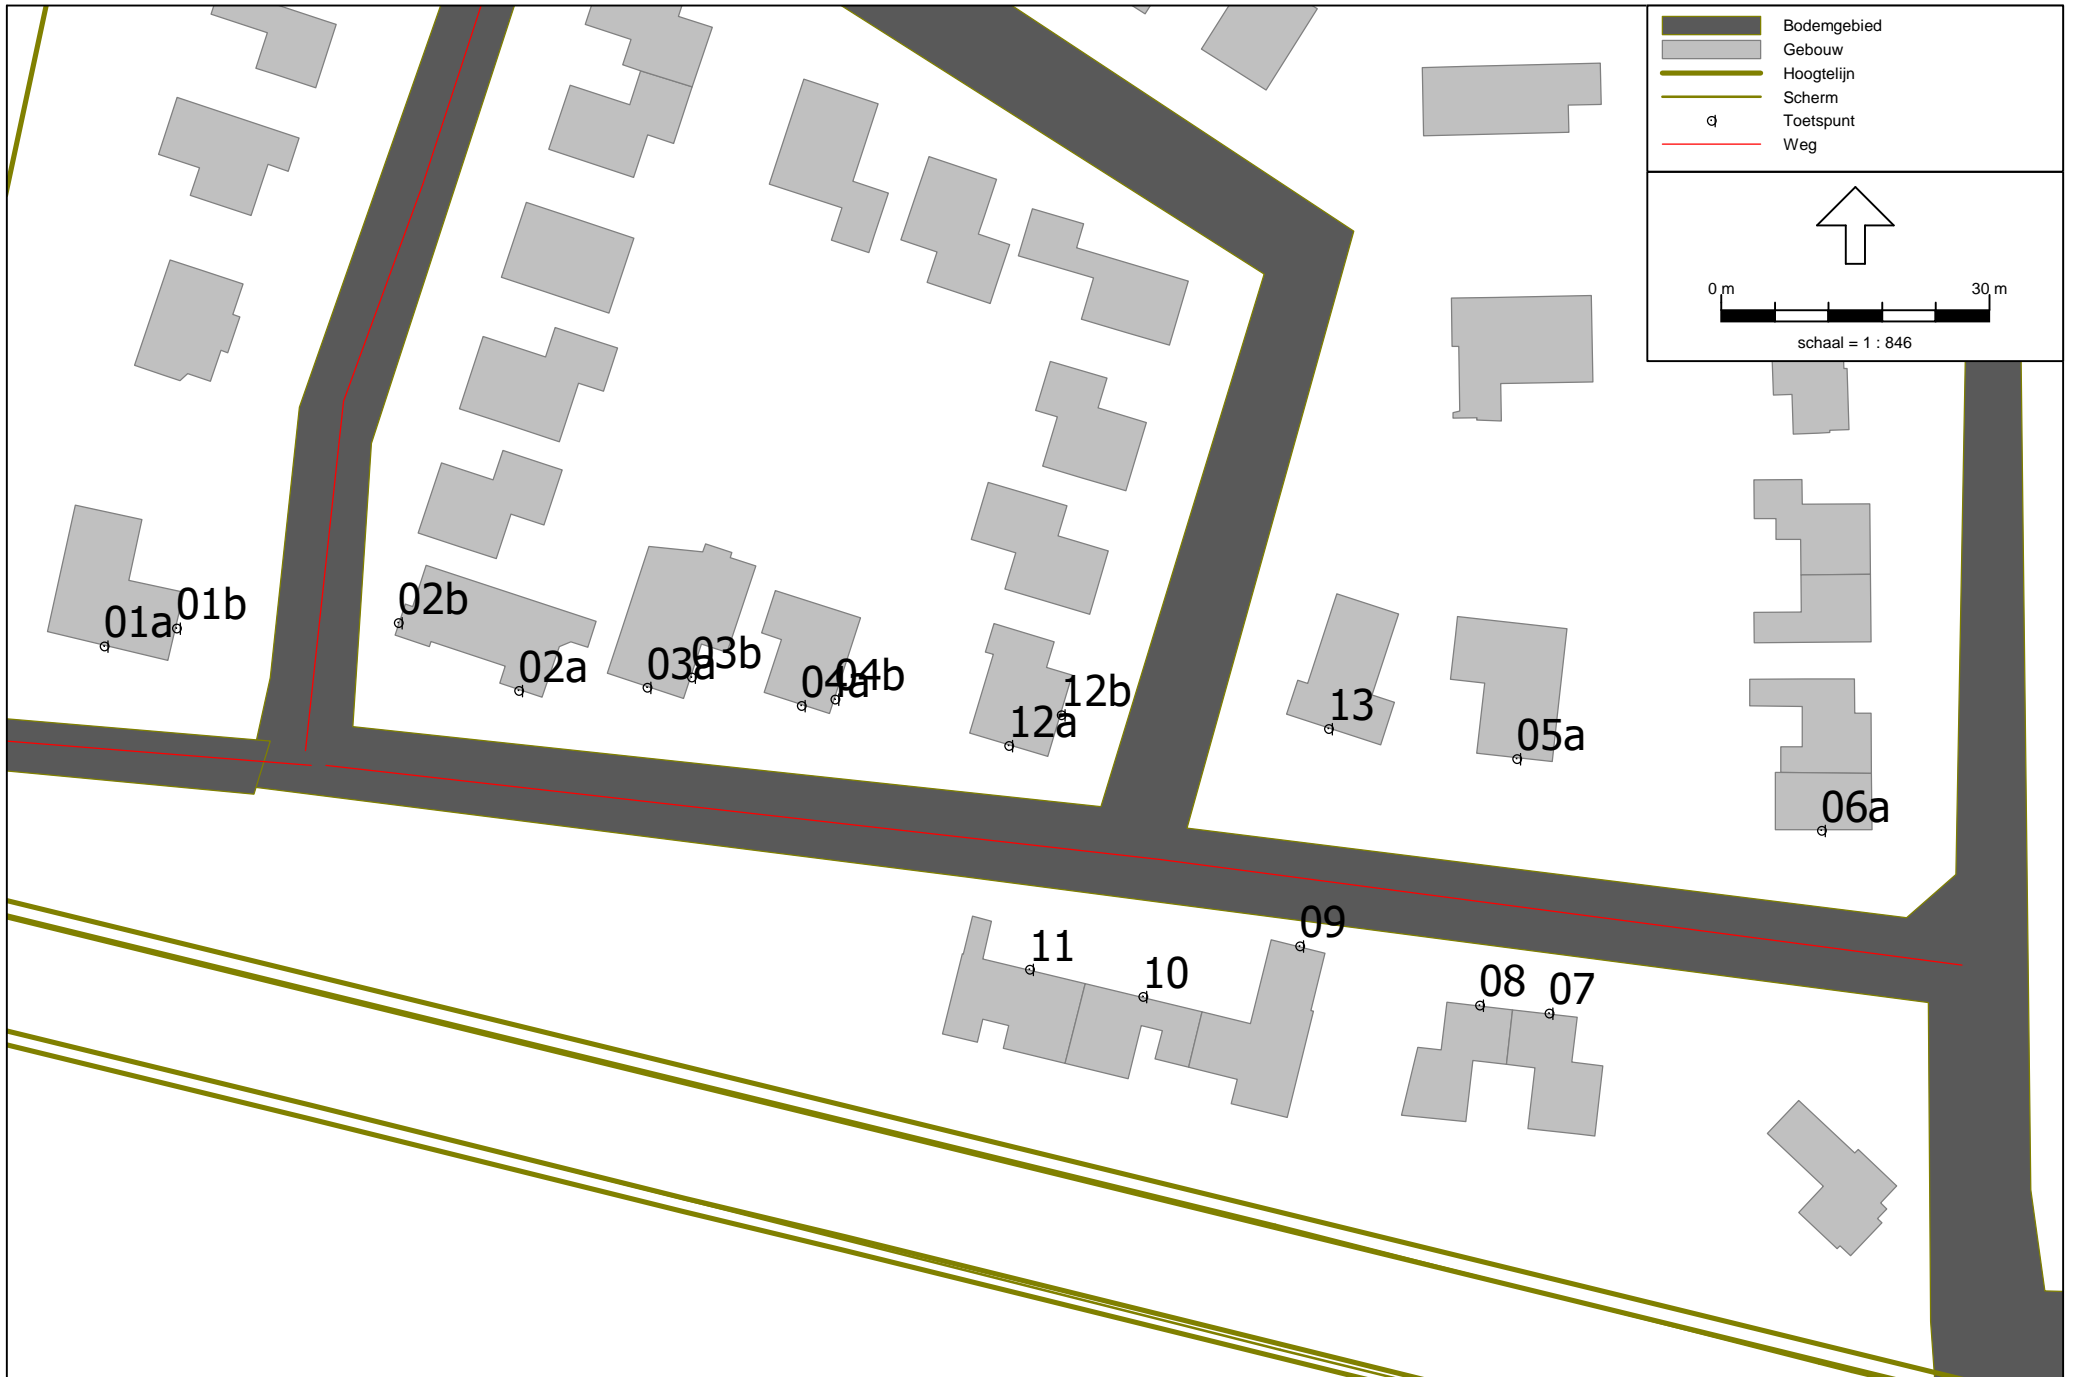 Bodemgebied
Gebouw
Hoogtelijn
Scherm
Toetspunt
Weg
0 m 30 m
schaal = 1 : 846
01a 01b
02b
02a
03a 03b
04a 04b
12b
12a
13
05a
06a
09
11
10
08 07